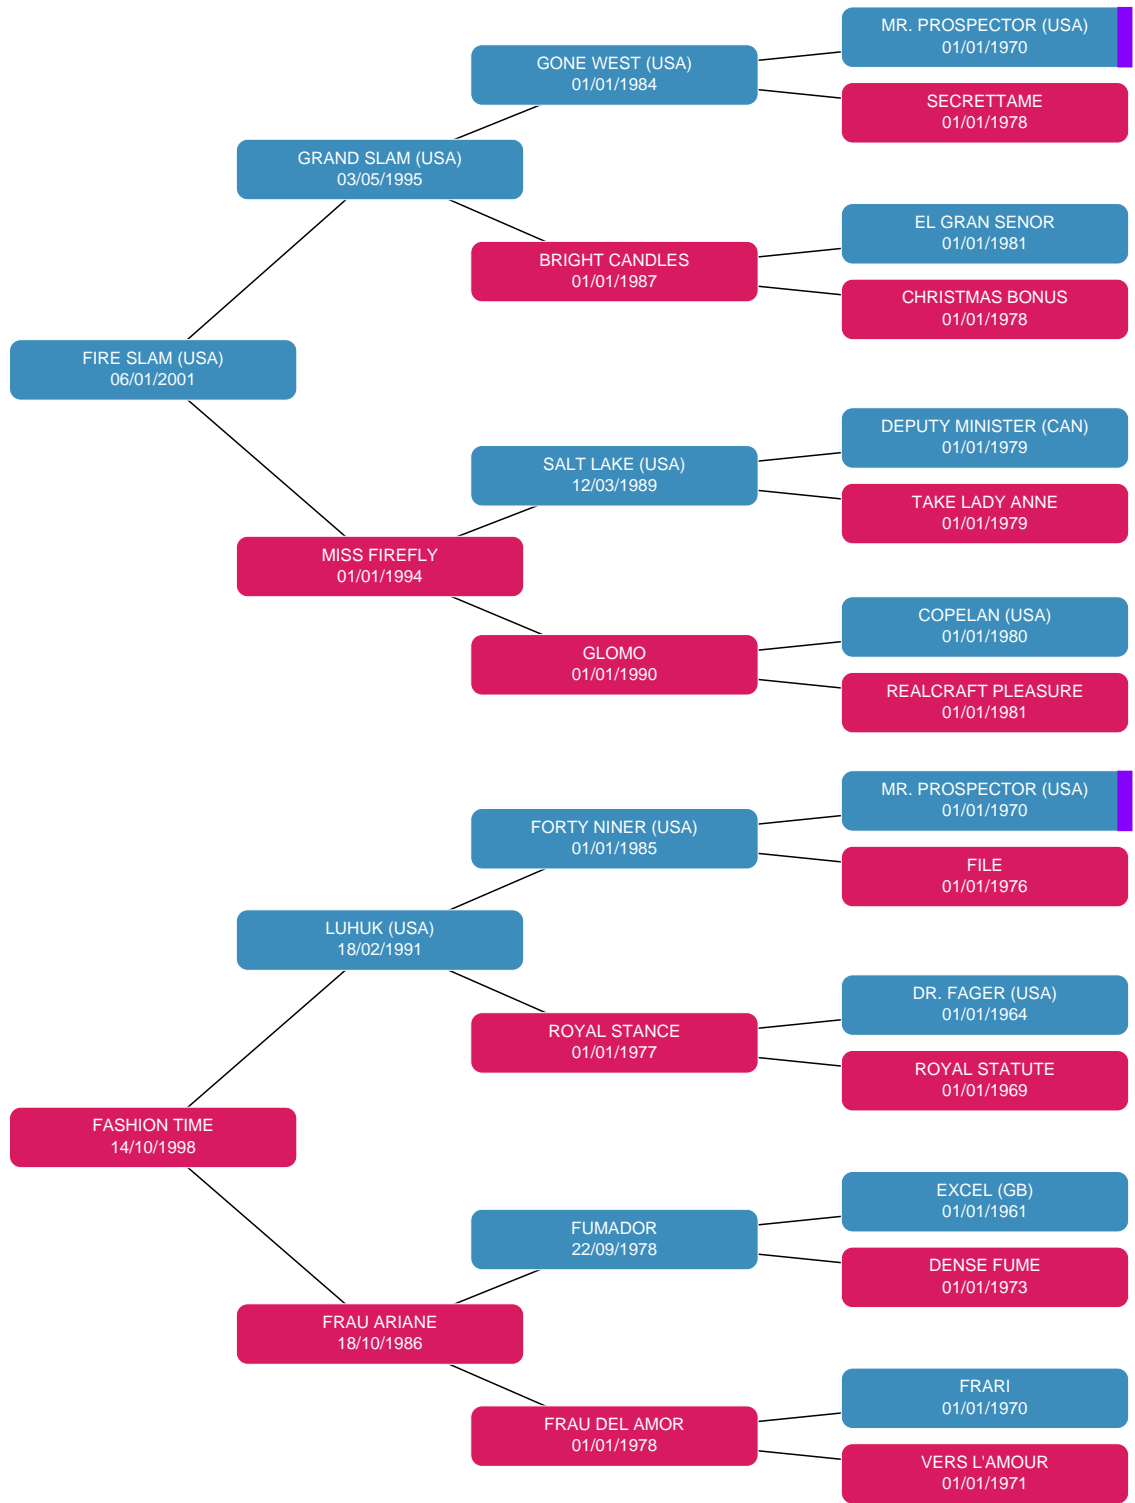 MR. PROSPECTOR (USA)
01/01/1970
GONE WEST (USA)
01/01/1984
SECRETTAME
01/01/1978
GRAND SLAM (USA)
03/05/1995
EL GRAN SENOR
01/01/1981
BRIGHT CANDLES
01/01/1987
CHRISTMAS BONUS
01/01/1978
FIRE SLAM (USA)
06/01/2001
DEPUTY MINISTER (CAN)
01/01/1979
SALT LAKE (USA)
12/03/1989
TAKE LADY ANNE
01/01/1979
MISS FIREFLY
01/01/1994
COPELAN (USA)
01/01/1980
GLOMO
01/01/1990
REALCRAFT PLEASURE
01/01/1981
MR. PROSPECTOR (USA)
01/01/1970
FORTY NINER (USA)
01/01/1985
FILE
01/01/1976
LUHUK (USA)
18/02/1991
DR. FAGER (USA)
01/01/1964
ROYAL STANCE
01/01/1977
ROYAL STATUTE
01/01/1969
FASHION TIME
14/10/1998
EXCEL (GB)
01/01/1961
FUMADOR
22/09/1978
DENSE FUME
01/01/1973
FRAU ARIANE
18/10/1986
FRARI
01/01/1970
FRAU DEL AMOR
01/01/1978
VERS L'AMOUR
01/01/1971